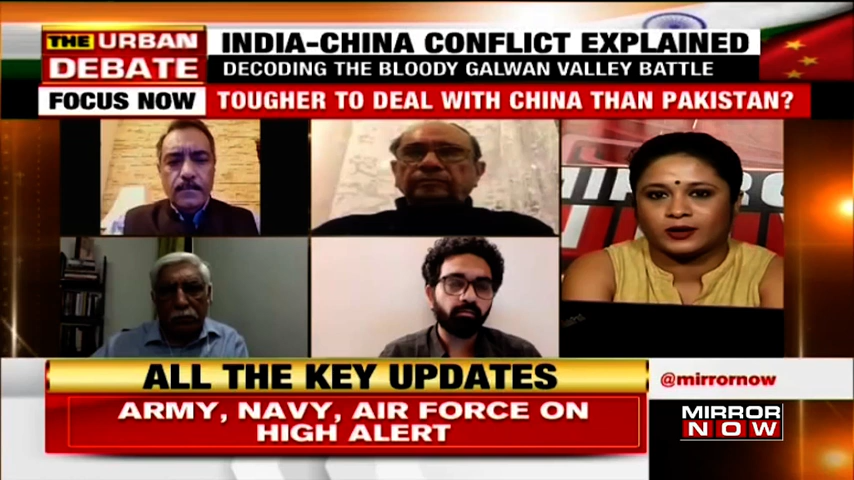 THE URBAN
DEBATE
INDIA-CHINA CONFLICT EXPLAINED
DECODING THE BLOODY GALWAN VALLEY BATTLE
FOCUS NOW
TOUGHER TO DEAL WITH CHINA THAN PAKISTAN?
ALL THE KEY UPDATES
ARMY, NAVY, AIR FORCE ON
HIGH ALERT
@mirrornow
MIRROR
NOW